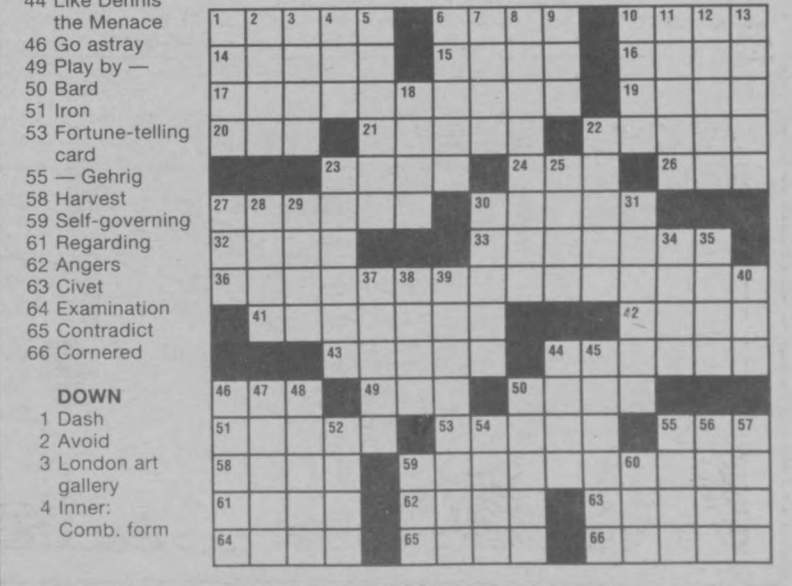 44 Like Dennis
the Menace
46 Go astray
49 Play by —
50 Bard
51 Iron
53 Fortune-telling
card
55 — Gehrig
58 Harvest
59 Self-governing
61 Regarding
62 Angers
63 Civet
64 Examination
65 Contradict
66 Cornered
DOWN
1 Dash
2 Avoid
3 London art
gallery
4 Inner:
Comb. form
1 2 3 4 5 6 7 8 9 10 11 12 13
14 15 16
17 18 19
20 21 22
23 24 25 26
27 28 29 30 31
32 33 34 35
36 37 38 39 40
41 42
43 44 45
46 47 48 49 50
51 52 53 54 55 56 57
58 59 60
61 62 63
64 65 66